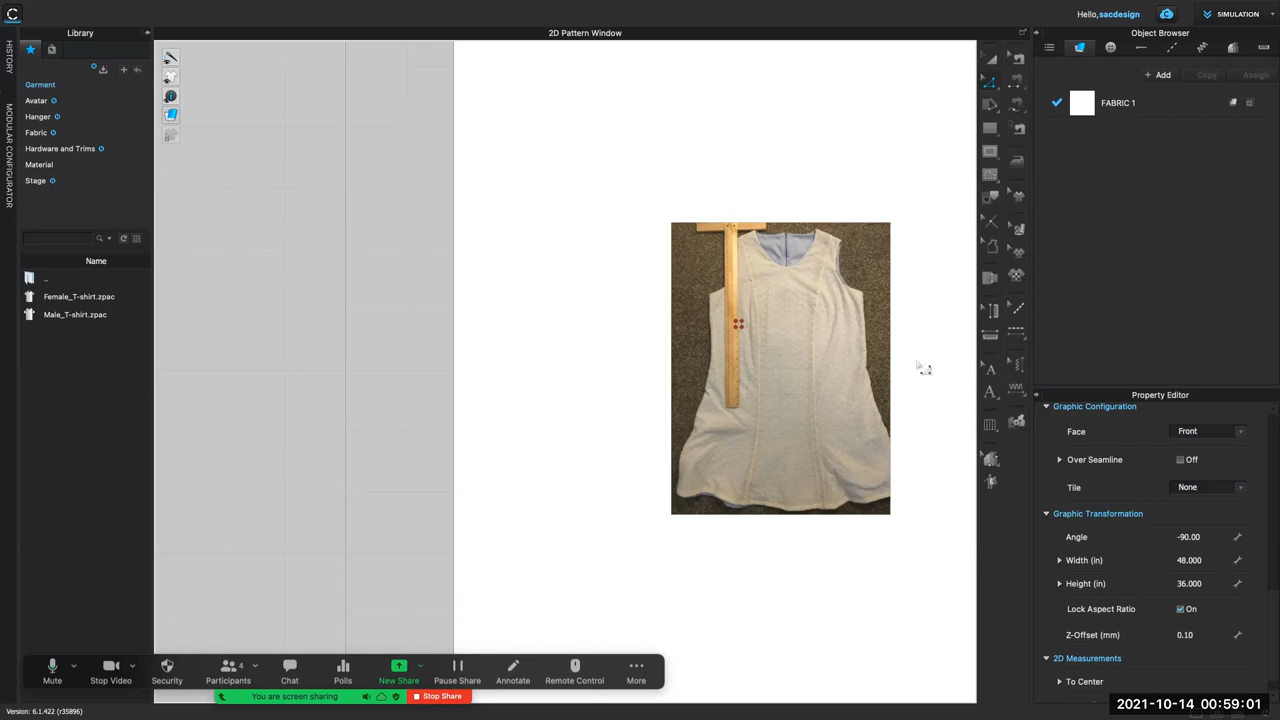 Hello,sacdesign
SIMULATION
HISTORY
MODULAR CONFIGURATOR
Library
Garment
Avatar
Hanger
Fabric
Hardware and Trims
Material
Stage
Name
..
Female_T-shirt.zpac
Male_T-shirt.zpac
2D Pattern Window
Object Browser
+ Add
Copy
Assign
FABRIC 1
Property Editor
Graphic Configuration
Face Front
Over Seamline Off
Tile None
Graphic Transformation
Angle -90.00
Width (in) 48.000
Height (in) 36.000
Lock Aspect Ratio On
Z-Offset (mm) 0.10
2D Measurements
To Center
Mute
Stop Video
Security
4
Participants
Chat
Polls
New Share
Pause Share
Annotate
Remote Control
More
You are screen sharing
Stop Share
Version: 6.1.422 (r35896)
2021-10-14 00:59:01